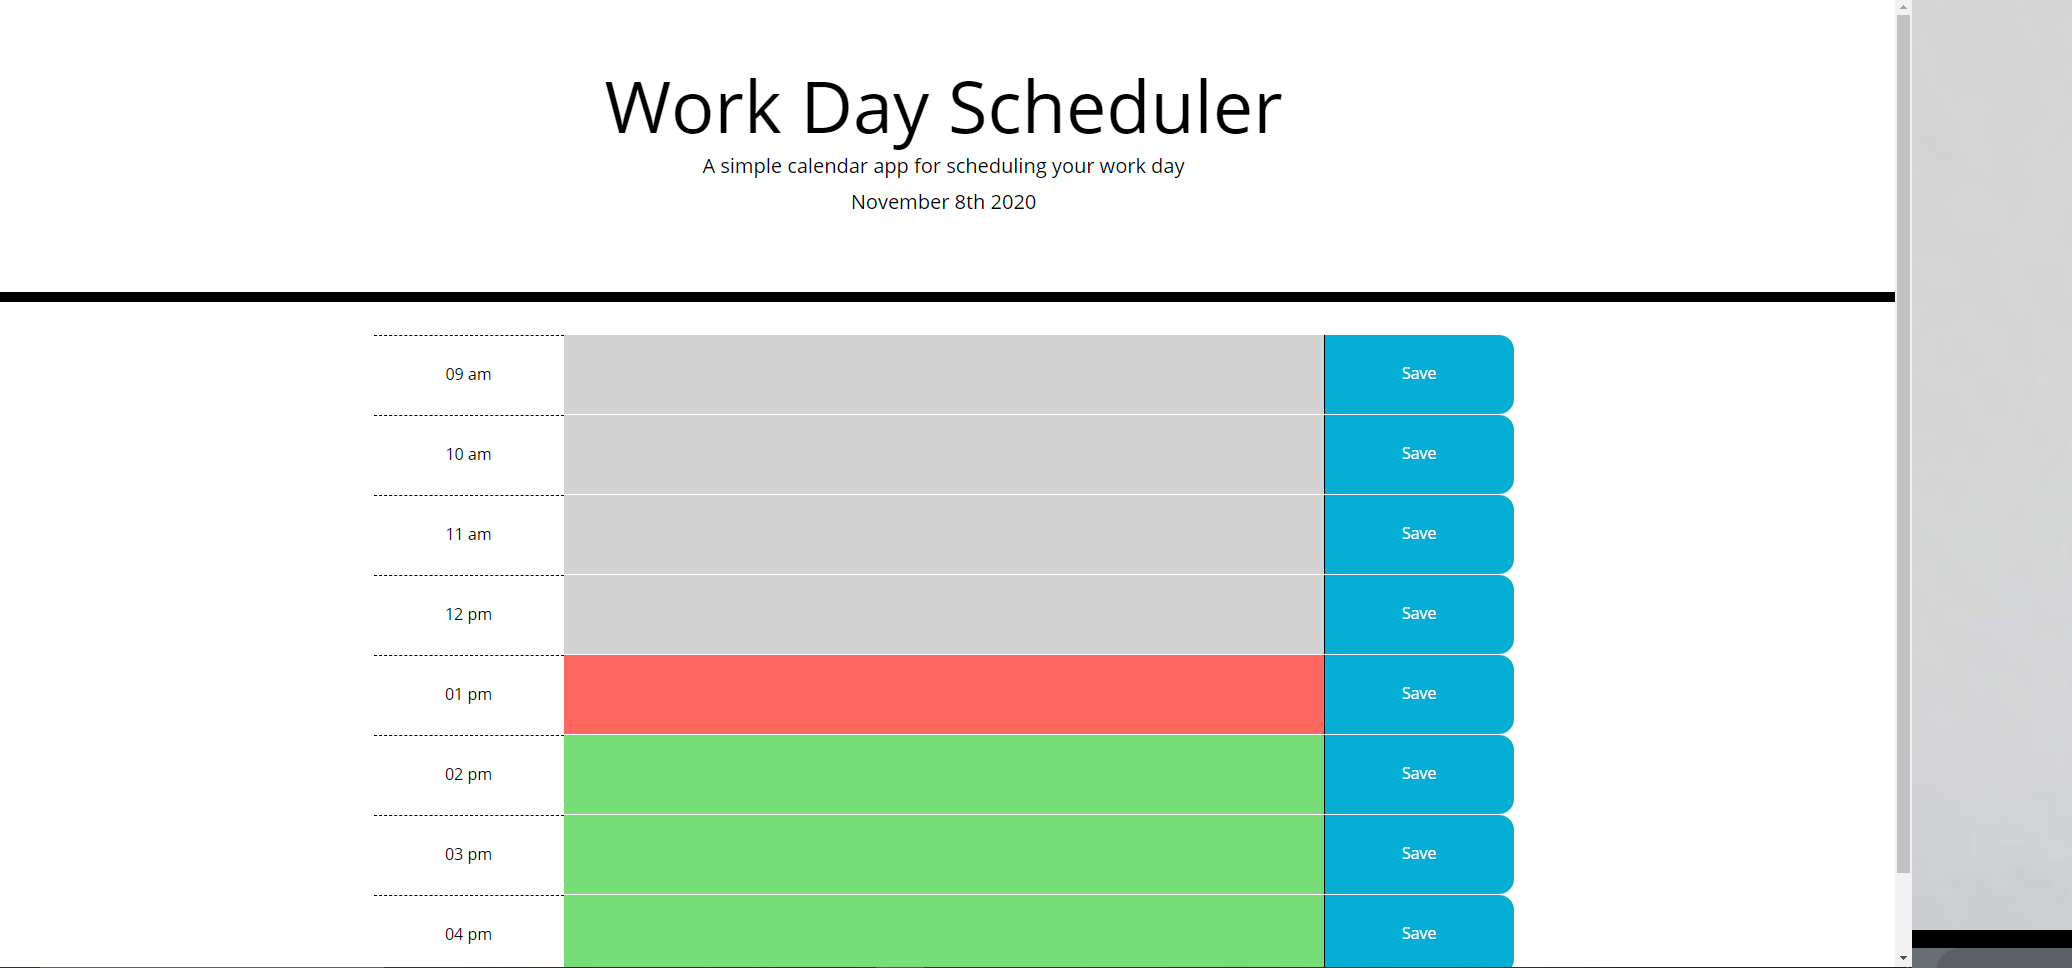 Work Day Scheduler
A simple calendar app for scheduling your work day
November 8th 2020
09 am
Save
10 am
Save
11 am
Save
12 pm
Save
01 pm
Save
02 pm
Save
03 pm
Save
04 pm
Save